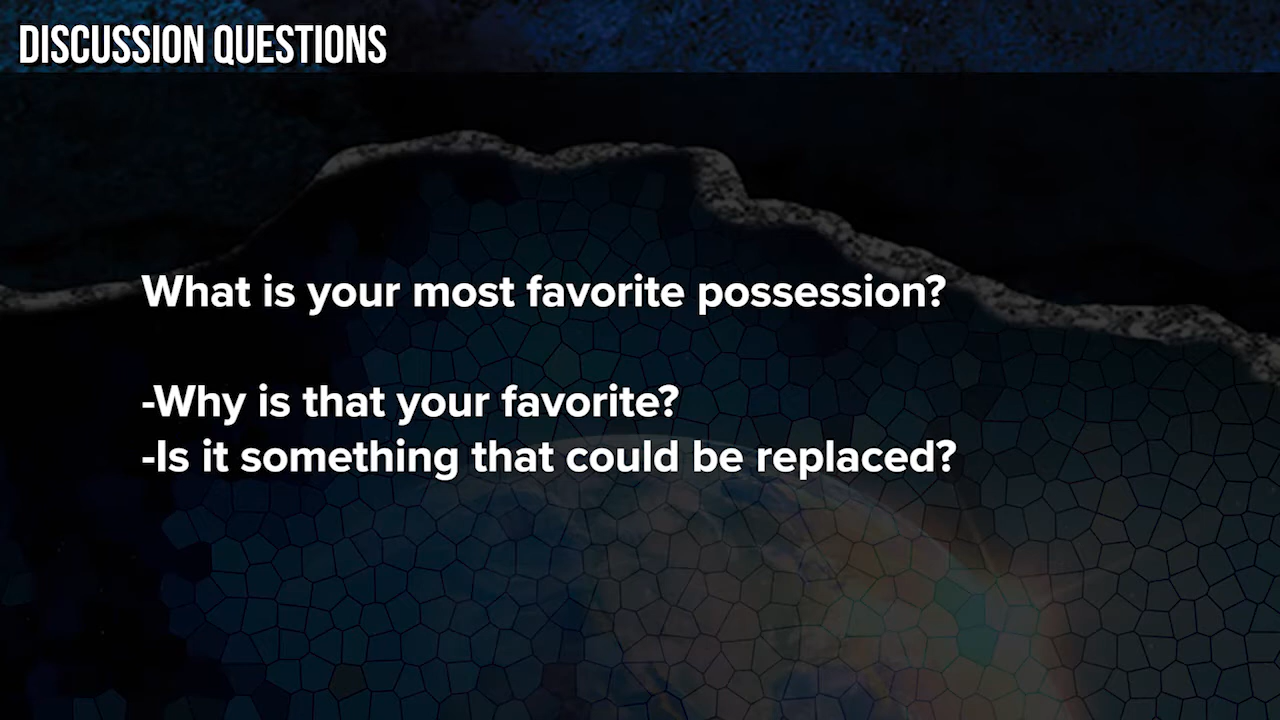 DISCUSSION QUESTIONS
What is your most favorite possession?
-Why is that your favorite?
-Is it something that could be replaced?